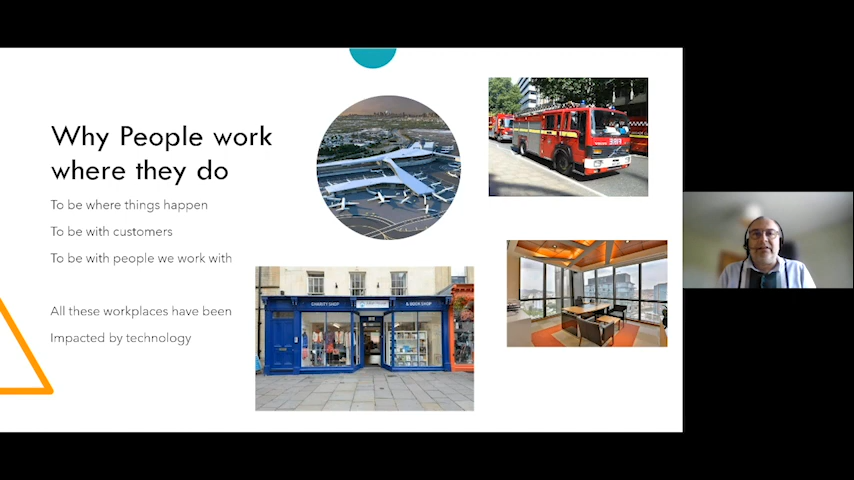 Why People work
where they do
To be where things happen
To be with customers
To be with people we work with
All these workplaces have been
Impacted by technology
CHARITY SHOP
& BOOK SHOP